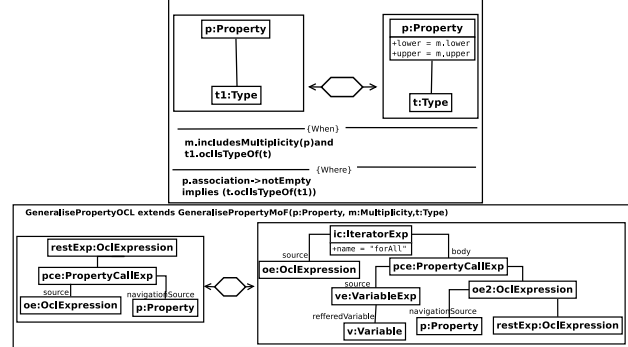 p:Property
t1:Type
p:Property
+lower = m.lower
+upper = m.upper
t:Type
{When}
m.includesMultiplicity(p)and
t1.oclIsTypeOf(t)
{Where}
p.association->notEmpty
implies (t.oclIsTypeOf(t1))
GeneralisePropertyOCL extends GeneralisePropertyMoF(p:Property, m:Multiplicity,t:Type)
restExp:OclExpression
pce:PropertyCallExp
source
navigationSource
oe:OclExpression
p:Property
ic:IteratorExp
+name = "forAll"
source
body
oe:OclExpression
pce:PropertyCallExp
source
ve:VariableExp
oe2:OclExpression
refferedVariable
navigationSource
v:Variable
p:Property
restExp:OclExpression